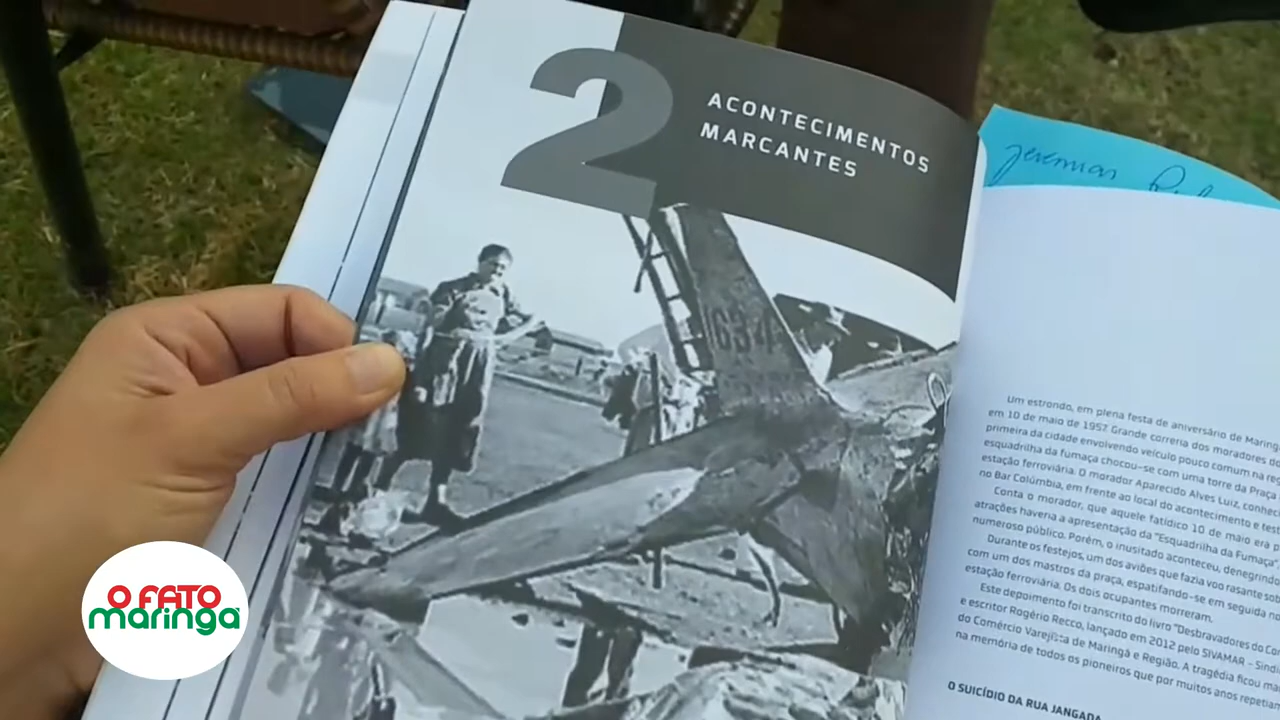 2
ACONTECIMENTOS
MARCANTES
Jeremias
1637
Um estrondo, em plena festa de aniversário de
em 10 de maio de 1957. Grande correria dos moradores
primeira da cidade envolvendo veículo pouco comum na
esquadrilha da fumaça chocou-se com uma torre da Praça
estação ferroviária. O morador Aparecido Alves Luiz,
no Bar Colúmbia, em frente ao local do acontecimento e
Conta o morador, que aquele fatídico 10 de maio era
atrações haveria a apresentação da "Esquadrilha da Fumaça"
numeroso público. Porém, o inusitado aconteceu, denegrindo
Durante os festejos, um dos aviões que fazia voo rasante
com um dos mastros da praça, espatifando-se em seguida
estação ferroviária. Os dois ocupantes morreram.
Este depoimento foi transcrito do livro "Desbravadores do
e escritor Rogério Recco, lançado em 2012 pelo SIVAMAR –
do Comércio Varejista de Maringá e Região. A tragédia ficou
na memória de todos os pioneiros que por muitos anos
O SUICÍDIO DA RUA JANGADA
O FATO
maringa